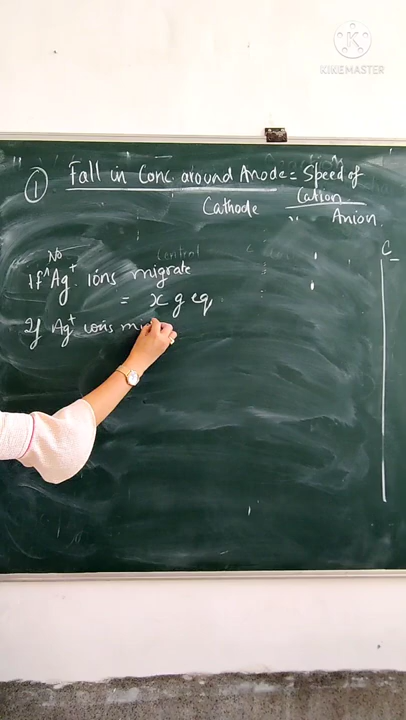 KINEMASTER
① Fall in Conc. around Anode = Speed of Cation
Cathode " Anion
No
If ^ Ag+ ions migrate
= x g eq
If Ag+ ions mi
Central
C